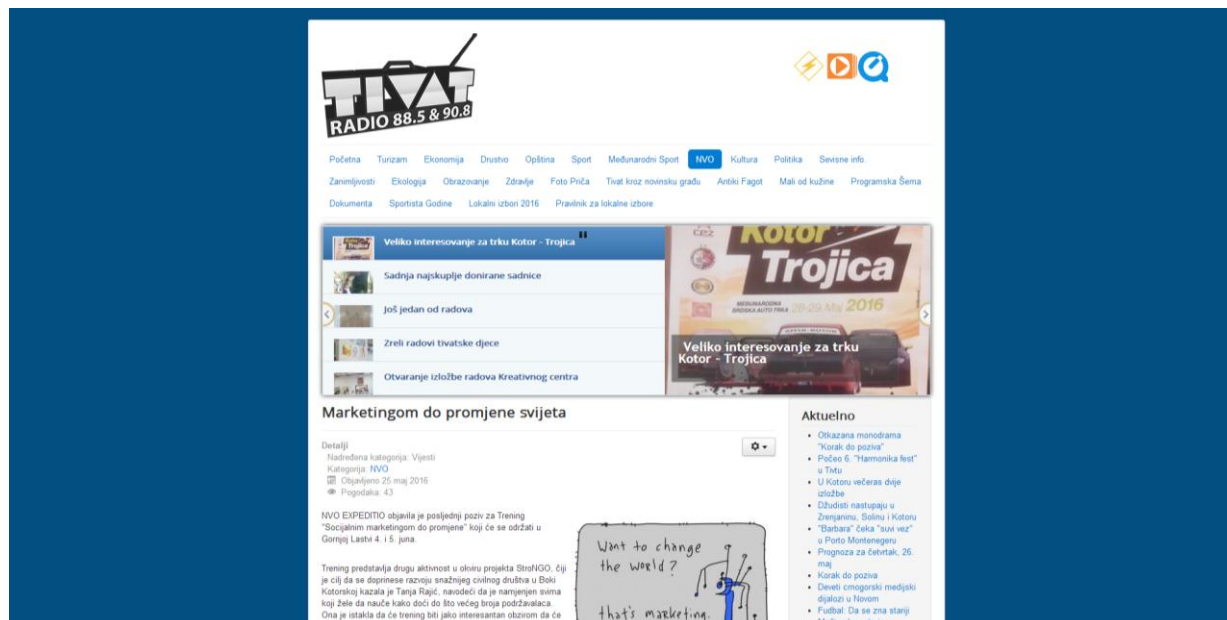 TIVAT
RADIO 88.5 & 90.8
Početna Turizam Ekonomija Drustvo Opština Sport Međunarodni Sport NVO Kultura Politika Sevisne info.
Zanimljivosti Ekologija Obrazovanje Zdravlje Foto Priča Tivat kroz novinsku građu Antiki Fagot Mali od kužine Programska Šema
Dokumenta Sportista Godine Lokalni izbori 2016 Pravilnik za lokalne izbore
Veliko interesovanje za trku Kotor - Trojica
Sadnja najskuplje donirane sadnice
Još jedan od radova
Zreli radovi tivatske djece
Otvaranje izložbe radova Kreativnog centra
Kotor
Trojica
MEĐUNARODNA
BRDSKA AUTO TRKA 28-29. Maj 2016
Veliko interesovanje za trku
Kotor - Trojica
Marketingom do promjene svijeta
Detalji
Nadređena kategorija: Vijesti
Kategorija: NVO
Objavljeno 25 maj 2016
Pogodaka: 43
NVO EXPEDITIO objavila je posljednji poziv za Trening
"Socijalnim marketingom do promjene" koji će se održati u
Gornjoj Lastvi 4. i 5. juna.
Trening predstavlja drugu aktivnost u okviru projekta StroNGO, čiji
je cilj da se doprinese razvoju snažnijeg civilnog društva u Boki
Kotorskoj kazala je Tanja Rajić, navodeći da je namjenjen svima
koji žele da nauče kako doći do što većeg broja podržavalaca.
Ona je istakla da će trening biti jako interesantan obzirom da će
Want to change
the world?
that's marketing.
Aktuelno
Otkazana monodrama
"Korak do poziva"
Počeo 6. "Harmonika fest"
u Tivtu
U Kotoru večeras dvije
izložbe
Džudisti nastupaju u
Zrenjaninu, Solinu i Kotoru
"Barbara" čeka "suvi vez"
u Porto Montenegeru
Prognoza za četvrtak, 26.
maj
Korak do poziva
Deveti crnogorski medijski
dijalozi u Novom
Fudbal: Da se zna stariji